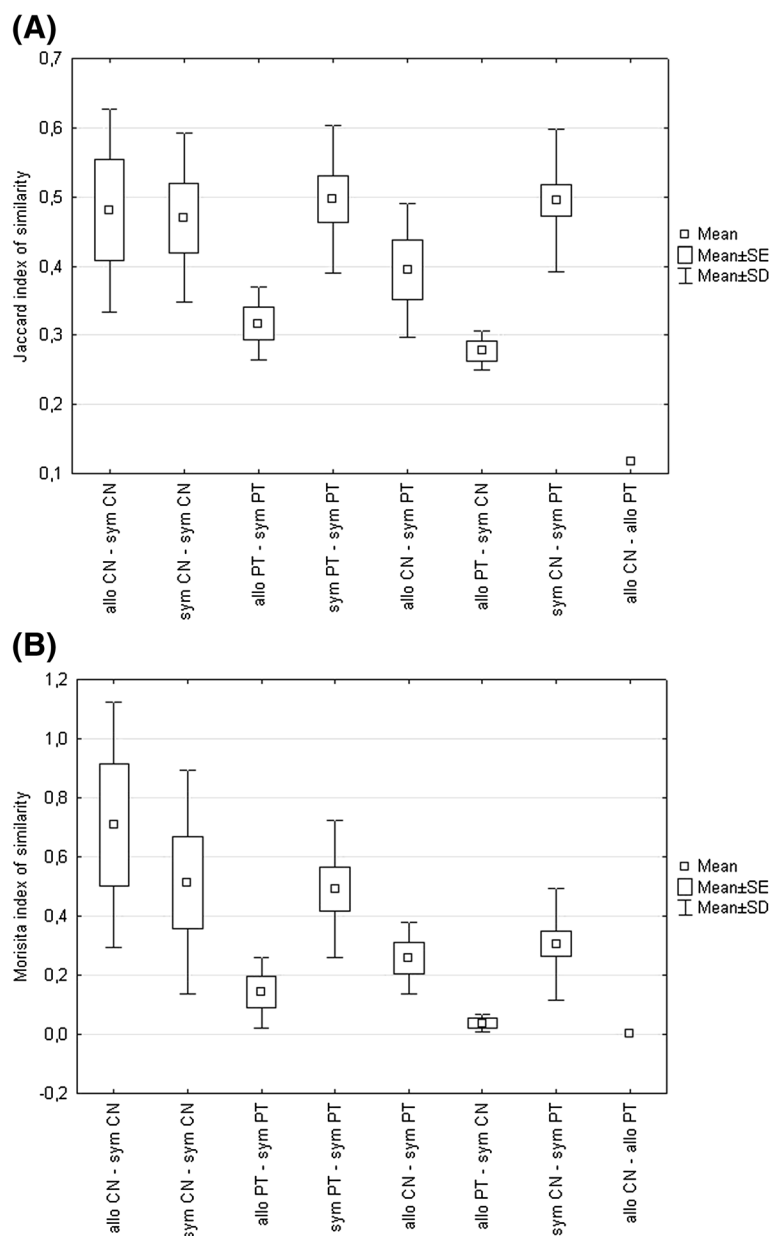 (A)
0,7
0,6
0,5
0,4
0,3
0,2
0,1
Jaccard index of similarity
Mean
Mean±SE
Mean±SD
allo CN - sym CN
sym CN - sym CN
allo PT - sym PT
sym PT - sym PT
allo CN - sym PT
allo PT - sym CN
sym CN - sym PT
allo CN - allo PT
(B)
1,2
1,0
0,8
0,6
0,4
0,2
0,0
-0,2
Morisita index of similarity
Mean
Mean±SE
Mean±SD
allo CN - sym CN
sym CN - sym CN
allo PT - sym PT
sym PT - sym PT
allo CN - sym PT
allo PT - sym CN
sym CN - sym PT
allo CN - allo PT